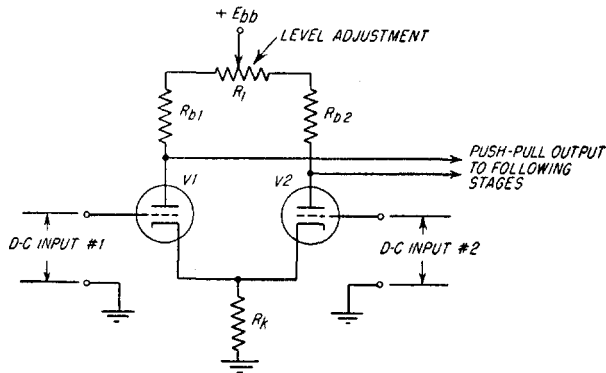 + Ebb
LEVEL ADJUSTMENT
R1
Rb1
Rb2
PUSH-PULL OUTPUT
TO FOLLOWING
STAGES
V1
V2
D-C INPUT #1
D-C INPUT #2
Rk